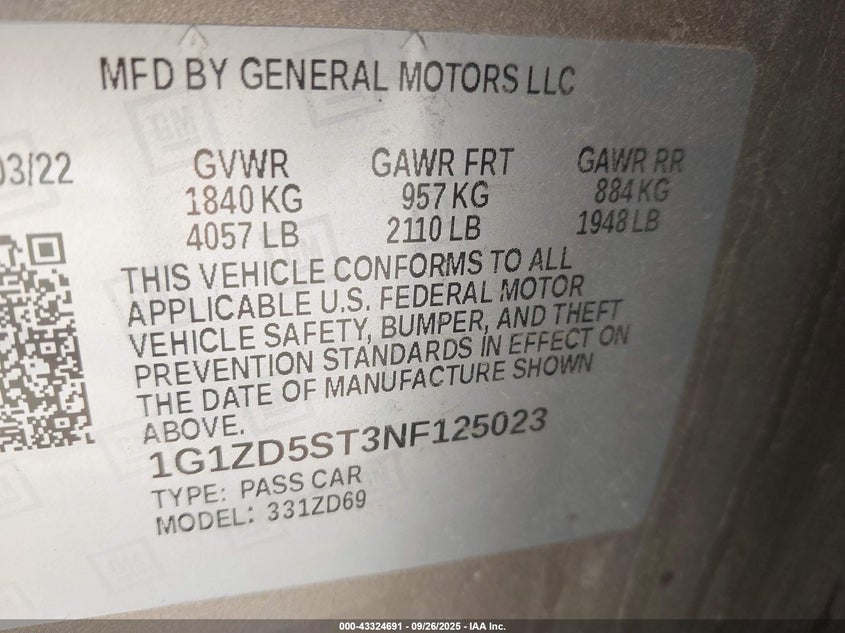 MFD BY GENERAL MOTORS LLC
03/22 GVWR GAWR FRT GAWR RR
1840 KG 957 KG 884 KG
4057 LB 2110 LB 1948 LB
THIS VEHICLE CONFORMS TO ALL
APPLICABLE U.S. FEDERAL MOTOR
VEHICLE SAFETY, BUMPER, AND THEFT
PREVENTION STANDARDS IN EFFECT ON
THE DATE OF MANUFACTURE SHOWN
ABOVE.
1G1ZD5ST3NF125023
TYPE: PASS CAR
MODEL: 331ZD69
000-43324691 - 09/26/2025 - IAA Inc.